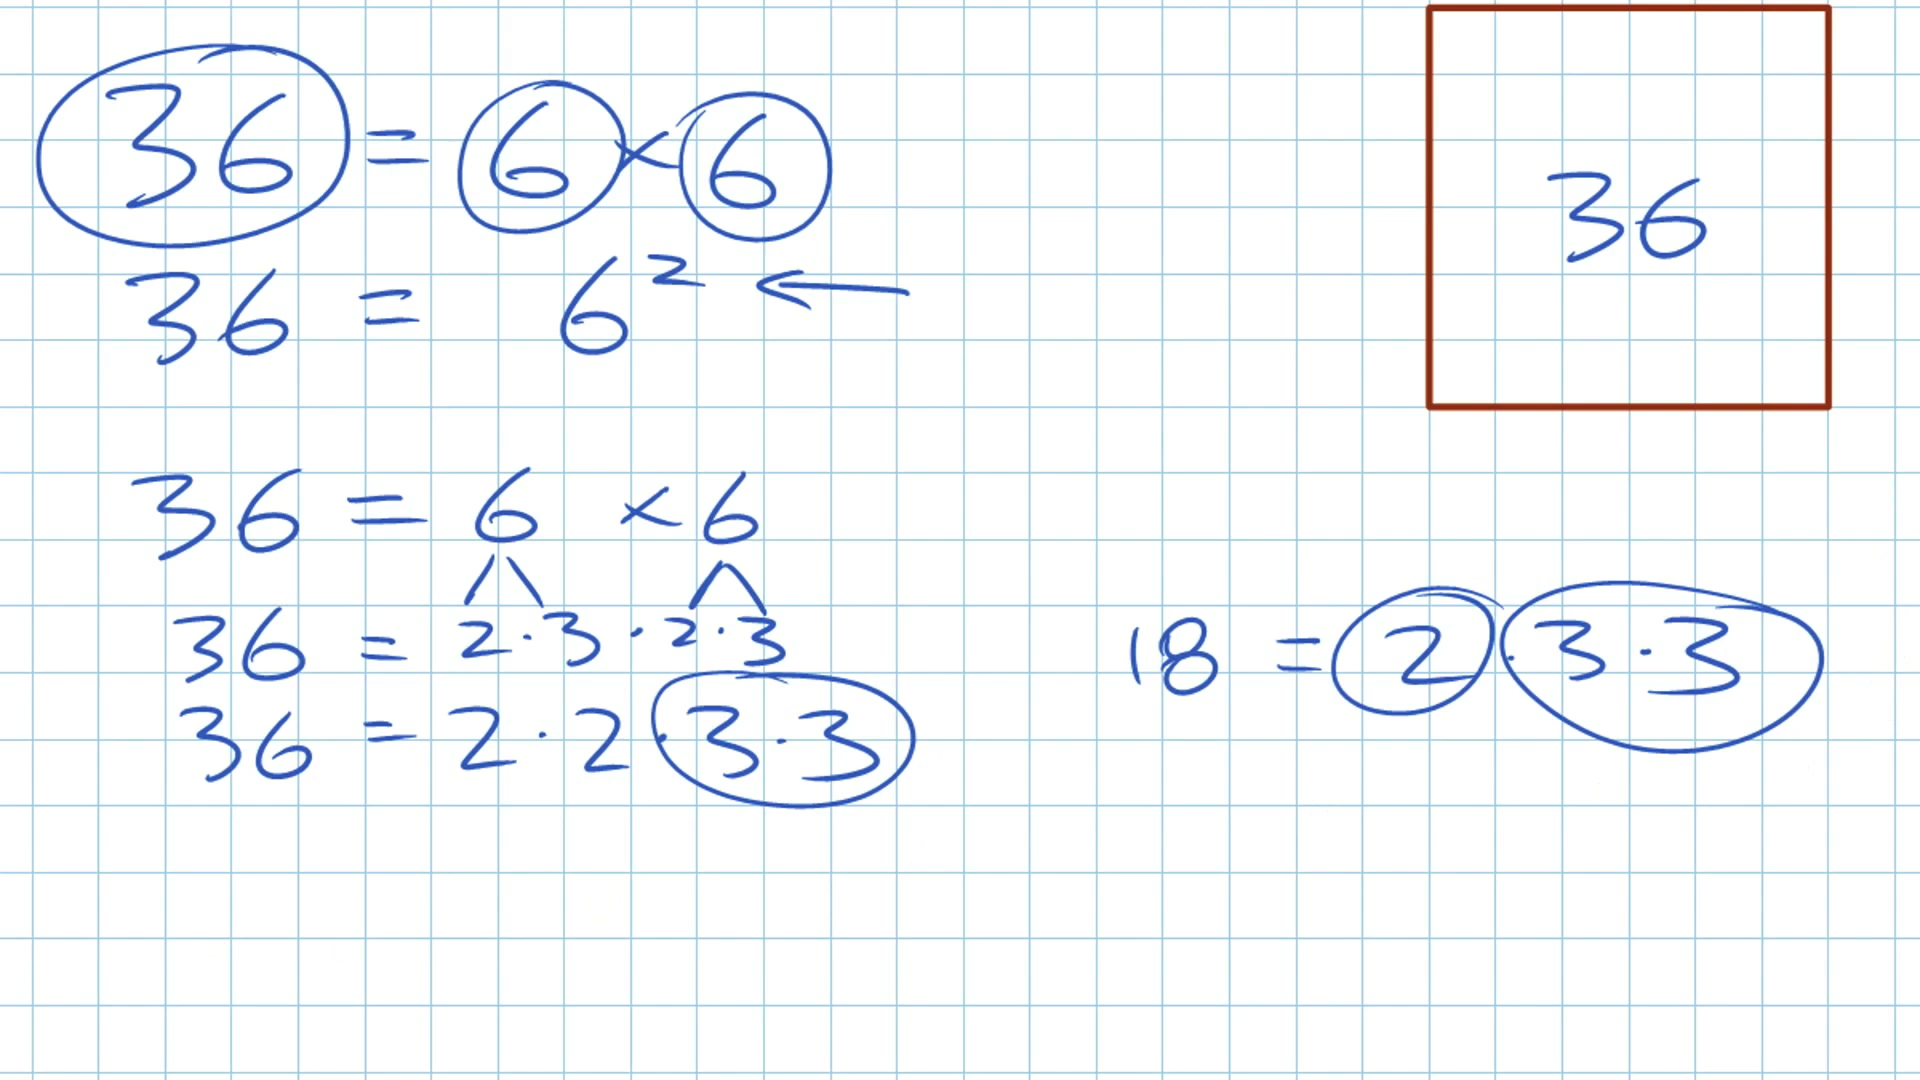 36 = 6 × 6
36 = 6² ←
36
36 = 6 × 6
36 = 2·3·2·3
18 = 2·3·3
36 = 2·2·3·3